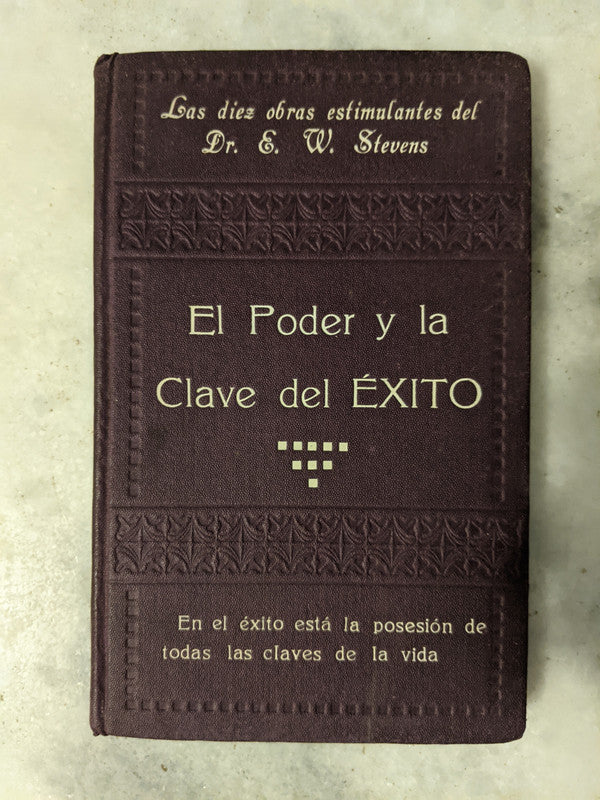 Las diez obras estimulantes del
Dr. E. W. Stevens
El Poder y la
Clave del ÉXITO
En el éxito está la posesión de
todas las claves de la vida